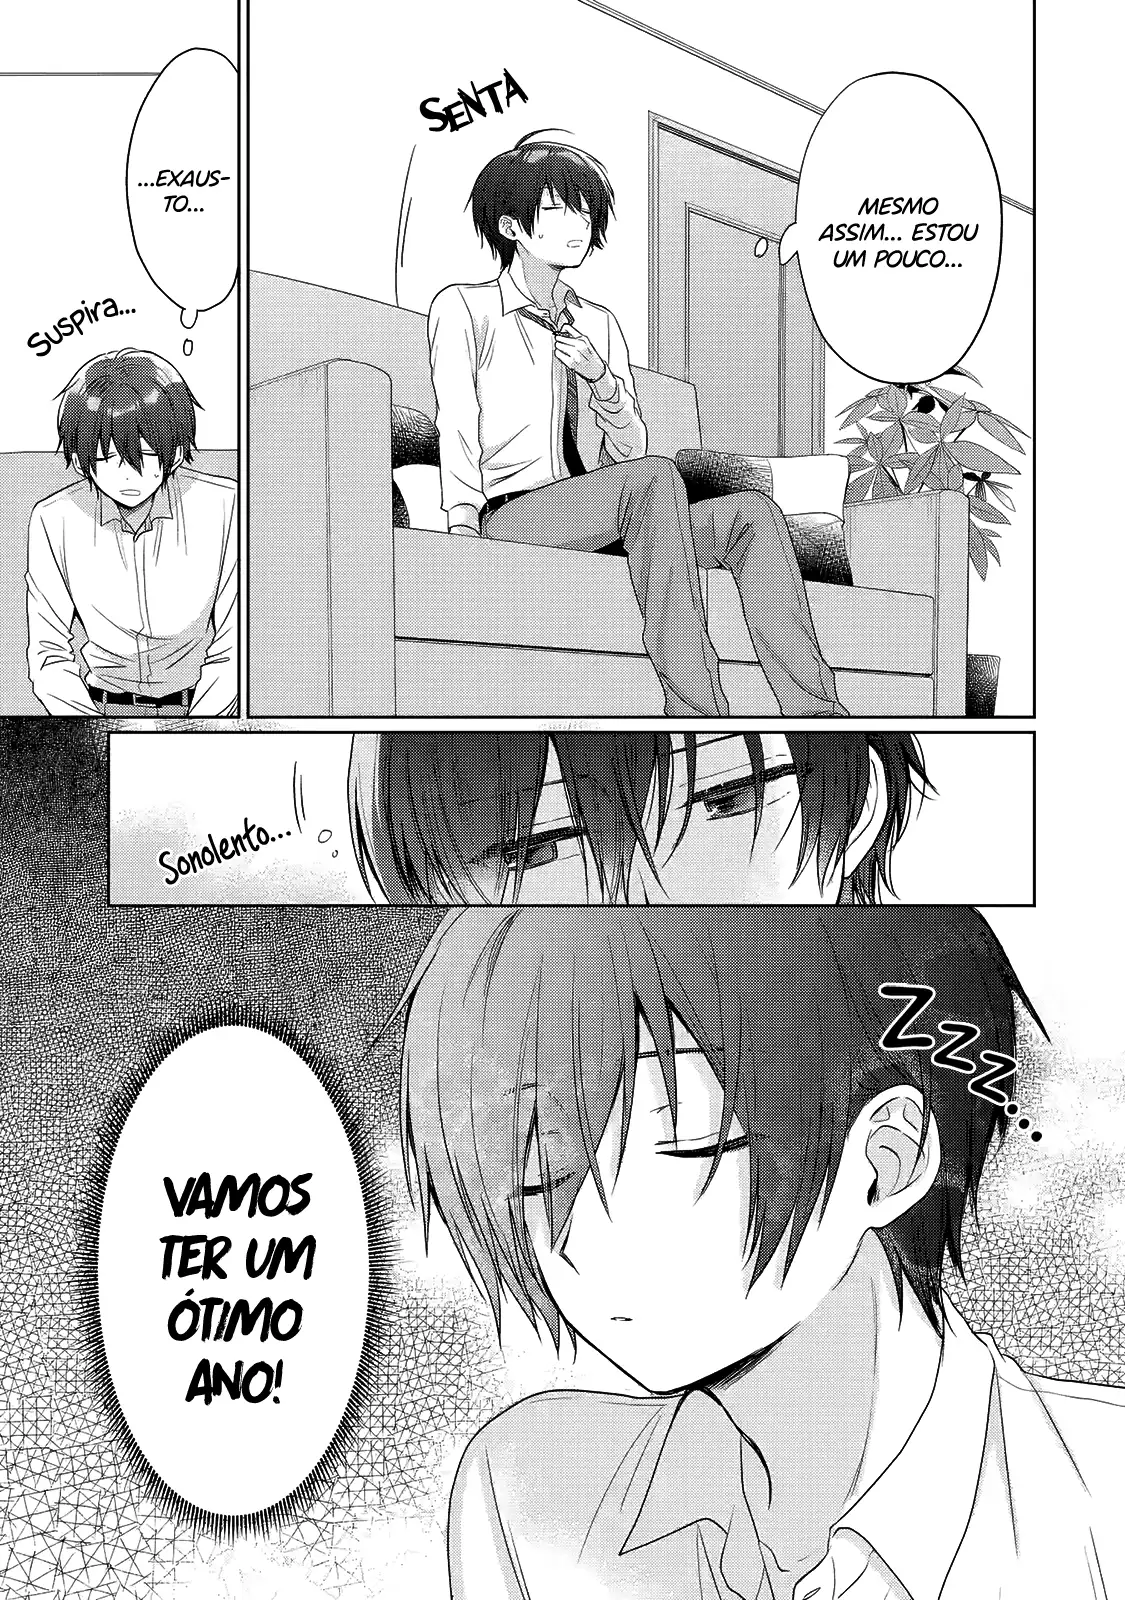 SENTA
MESMO
ASSIM... ESTOU
UM POUCO...
...EXAUS-
TO...
Suspira...
Sonolento...
ZZZ...
VAMOS
TER UM
ÓTIMO
ANO!